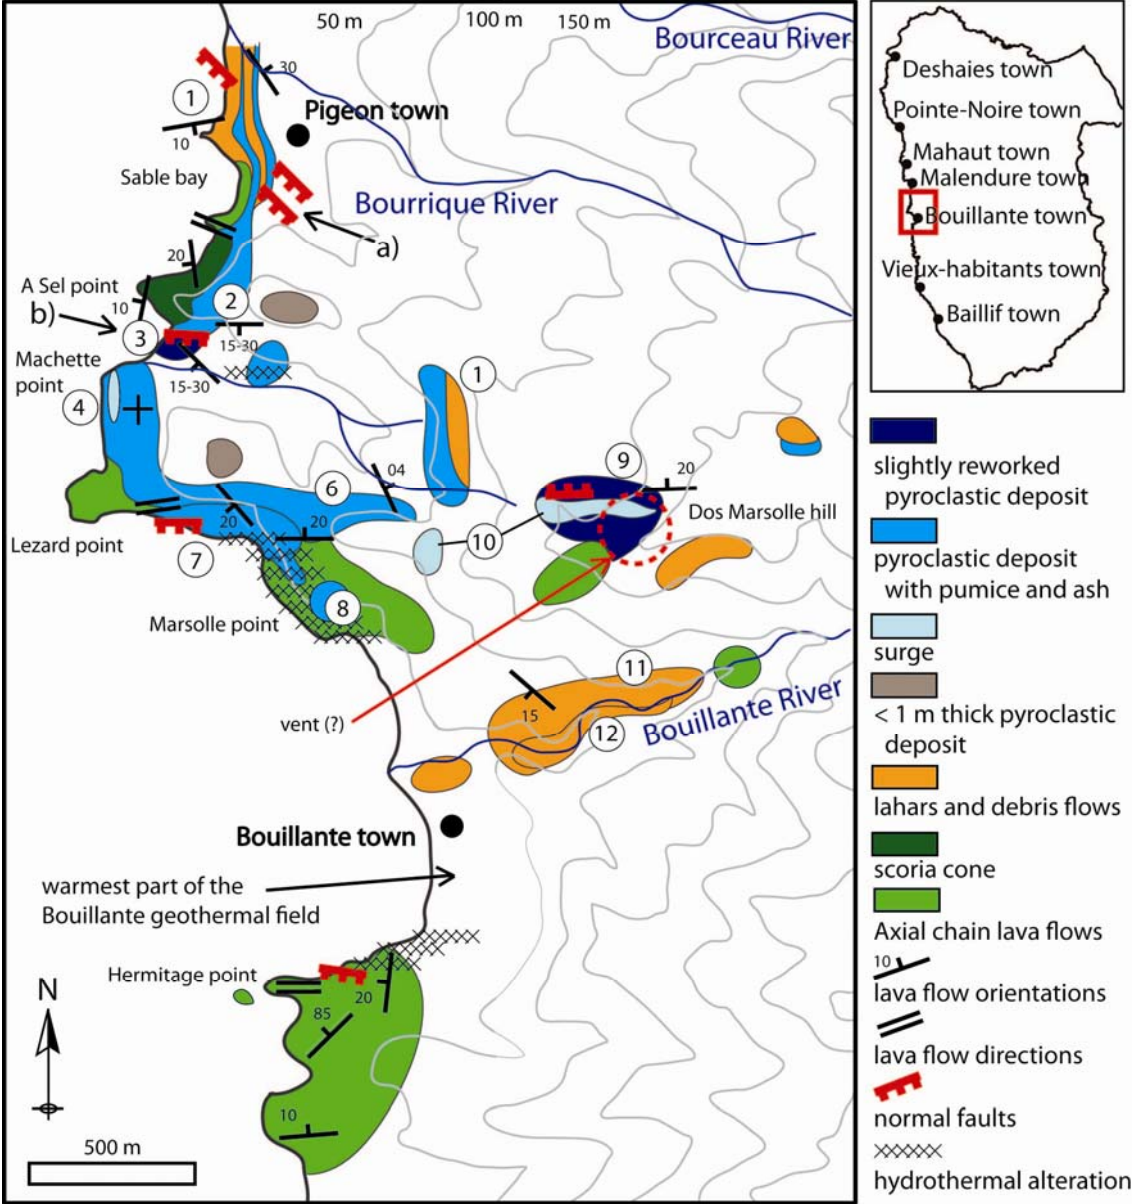 50 m
100 m
150 m
Bourceau River
30
1
Pigeon town
10
Sable bay
Bourrique River
a)
20
A Sel point
10
2
b)
3
15-30
Machette
point
15-30
4
1
04
9
20
6
Dos Marsolle hill
20
20
10
Lezard point
7
8
Marsolle point
11
15
vent (?)
12
Bouillante River
Bouillante town
warmest part of the
Bouillante geothermal field
Hermitage point
20
85
N
10
500 m
Deshaies town
Pointe-Noire town
Mahaut town
Malendure town
Bouillante town
Vieux-habitants town
Baillif town
slightly reworked
pyroclastic deposit
pyroclastic deposit
with pumice and ash
surge
< 1 m thick pyroclastic
deposit
lahars and debris flows
scoria cone
Axial chain lava flows
10
lava flow orientations
lava flow directions
normal faults
hydrothermal alteration